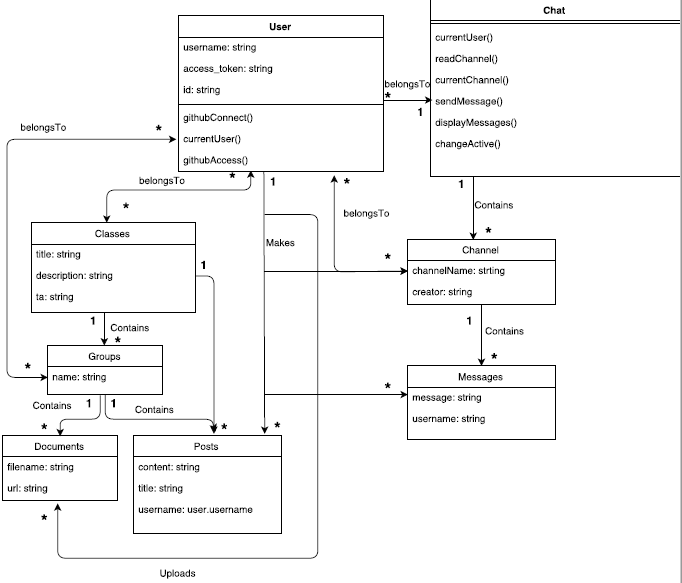 User
username: string
access_token: string
id: string
githubConnect()
currentUser()
githubAccess()
Chat
currentUser()
readChannel()
currentChannel()
sendMessage()
displayMessages()
changeActive()
belongsTo
*
1
belongsTo
*
*
belongsTo
*
*
1
*
belongsTo
Makes
*
1
Contains
*
Classes
title: string
description: string
ta: string
1
1
Contains
*
Channel
channelName: strting
creator: string
1
Contains
*
Groups
name: string
Contains
1
1
Contains
*
*
*
*
Messages
message: string
username: string
Documents
filename: string
url: string
*
Posts
content: string
title: string
username: user.username
Uploads